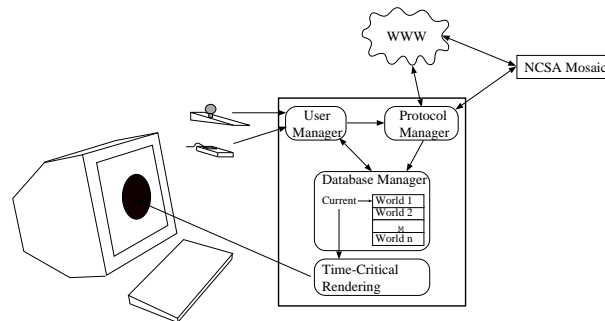 WWW
NCSA Mosaic
User
Manager
Protocol
Manager
Database Manager
Current
World 1
World 2
World n
Time-Critical
Rendering